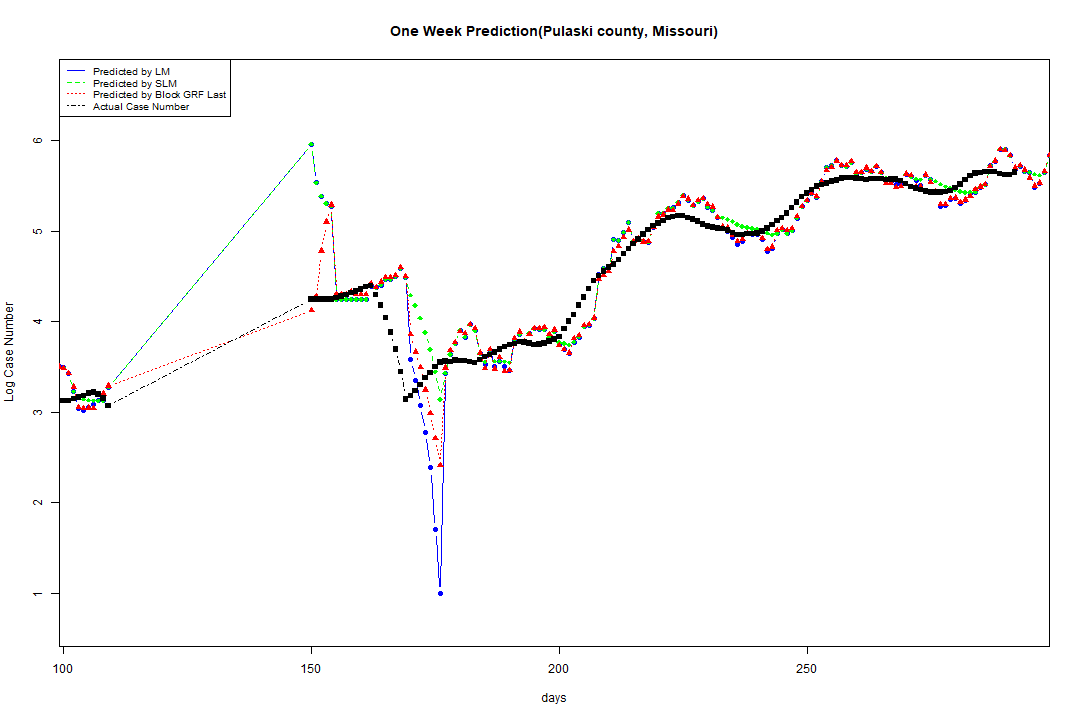 One Week Prediction(Pulaski county, Missouri)
Predicted by LM
Predicted by SLM
Predicted by Block GRF Last
Actual Case Number
6
5
4
3
2
1
Log Case Number
100 150 200 250
days